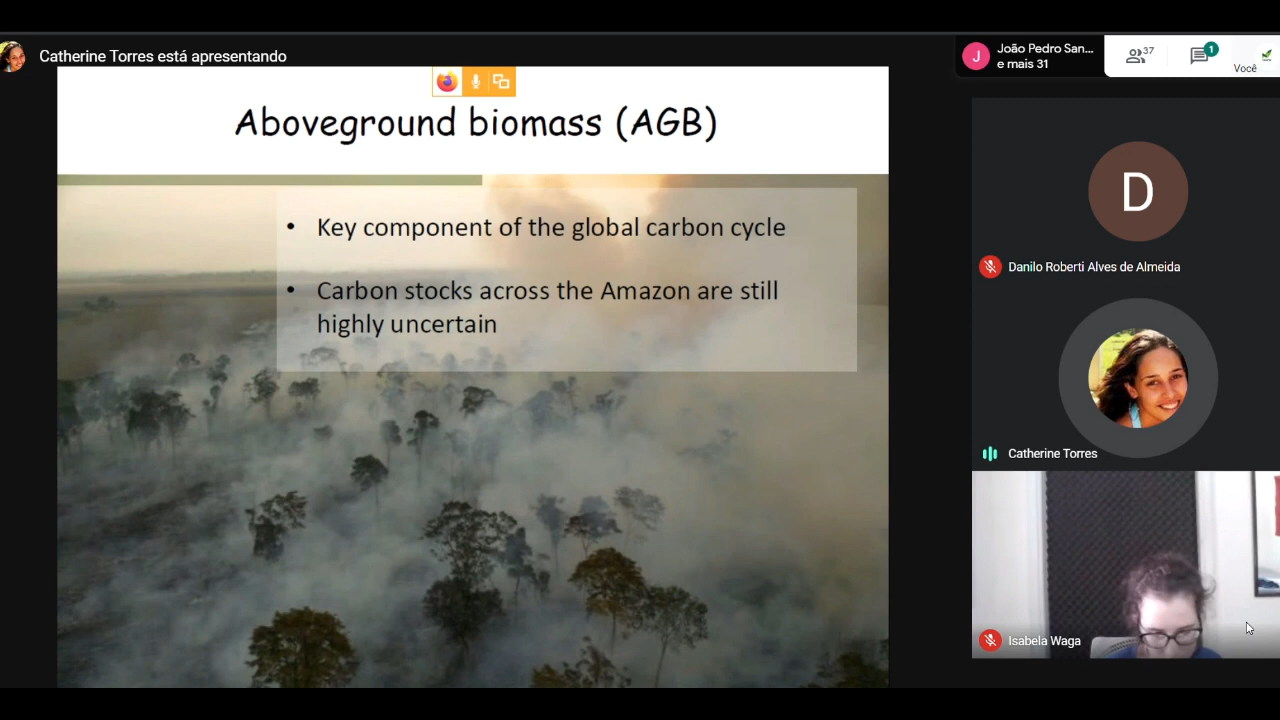 Catherine Torres está apresentando
João Pedro San...
e mais 31
J
37
1
Você
Aboveground biomass (AGB)
• Key component of the global carbon cycle
• Carbon stocks across the Amazon are still
highly uncertain
D
Danilo Roberti Alves de Almeida
Catherine Torres
Isabela Waga